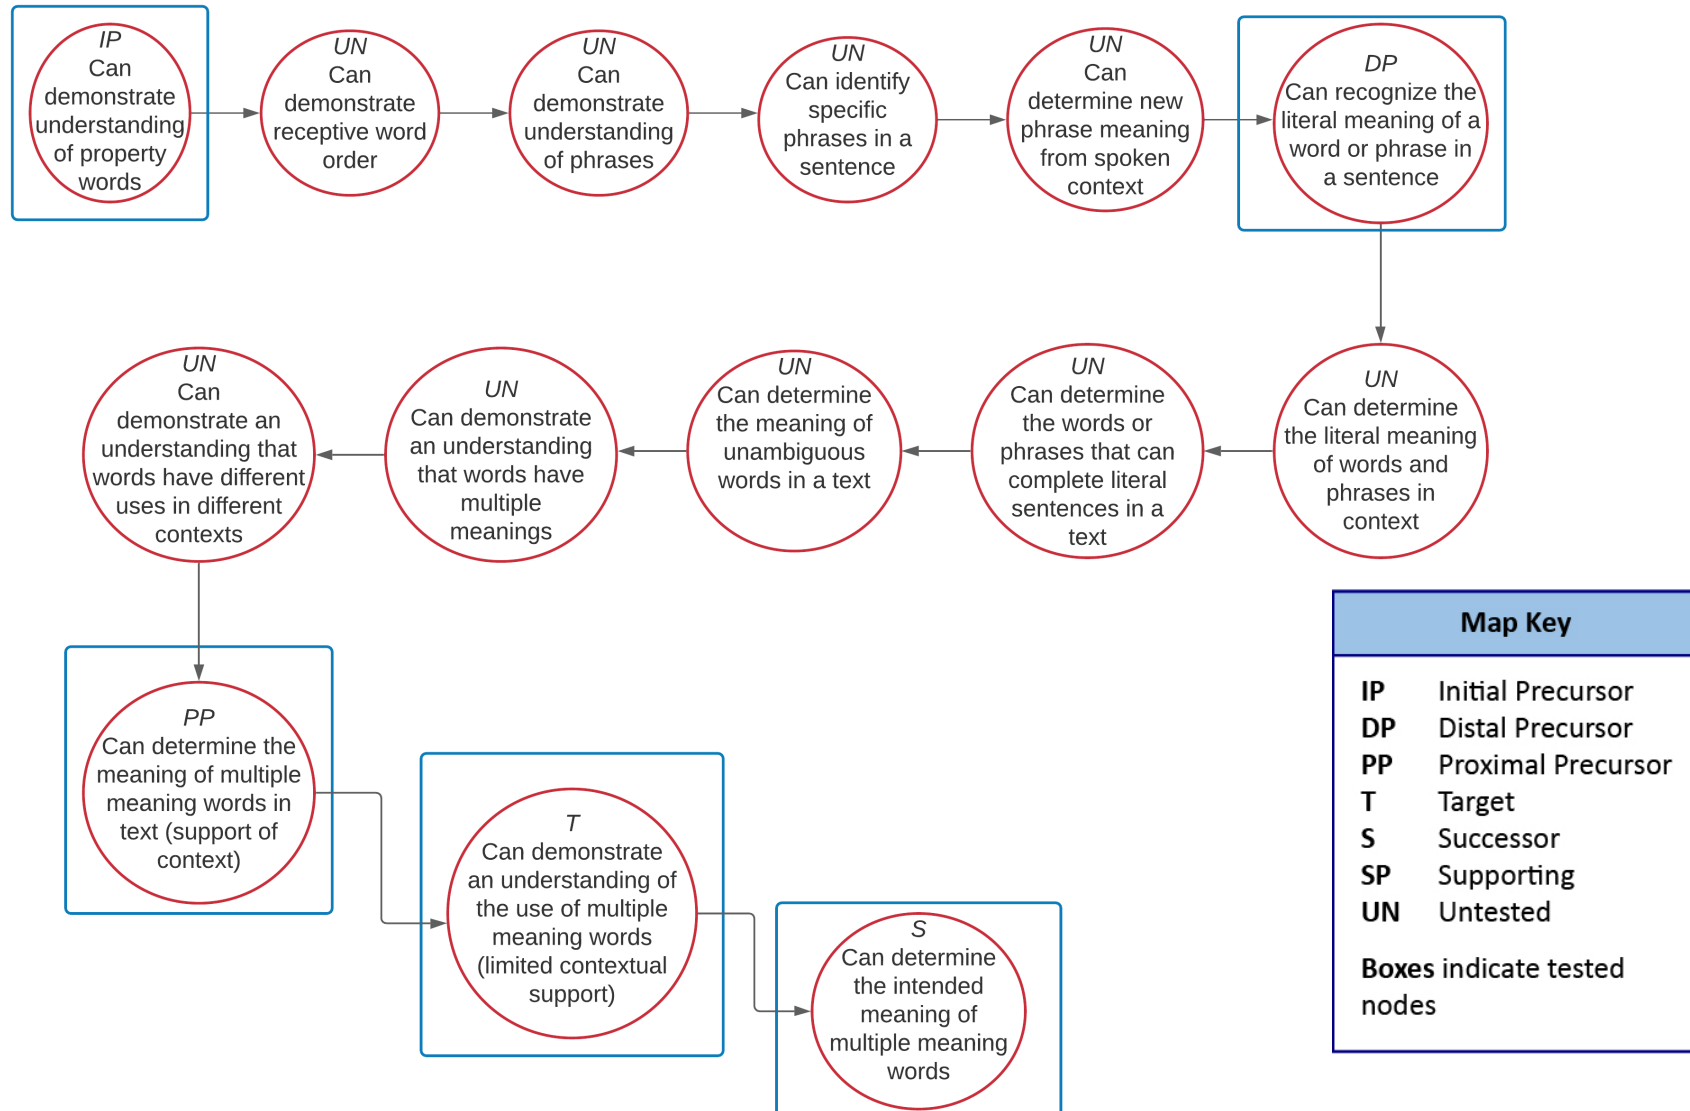 IP
Can
demonstrate
understanding
of property
words
UN
Can
demonstrate
receptive word
order
UN
Can
demonstrate
understanding
of phrases
UN
Can identify
specific
phrases in a
sentence
UN
Can
determine new
phrase meaning
from spoken
context
DP
Can recognize the
literal meaning of a
word or phrase in
a sentence
UN
Can determine
the literal meaning
of words and
phrases in
context
UN
Can determine
the words or
phrases that can
complete literal
sentences in a
text
UN
Can determine
the meaning of
unambiguous
words in a text
UN
Can demonstrate
an understanding
that words have
multiple
meanings
UN
Can
demonstrate an
understanding that
words have different
uses in different
contexts
PP
Can determine the
meaning of multiple
meaning words in
text (support of
context)
T
Can demonstrate
an understanding of
the use of multiple
meaning words
(limited contextual
support)
S
Can determine
the intended
meaning of
multiple meaning
words
Map Key
IP Initial Precursor
DP Distal Precursor
PP Proximal Precursor
T Target
S Successor
SP Supporting
UN Untested
Boxes indicate tested
nodes